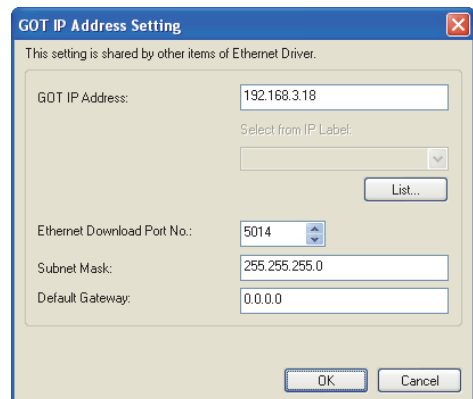 GOT IP Address Setting
This setting is shared by other items of Ethernet Driver.
GOT IP Address: 192.168.3.18
Select from IP Label:
List...
Ethernet Download Port No.: 5014
Subnet Mask: 255.255.255.0
Default Gateway: 0.0.0.0
OK Cancel